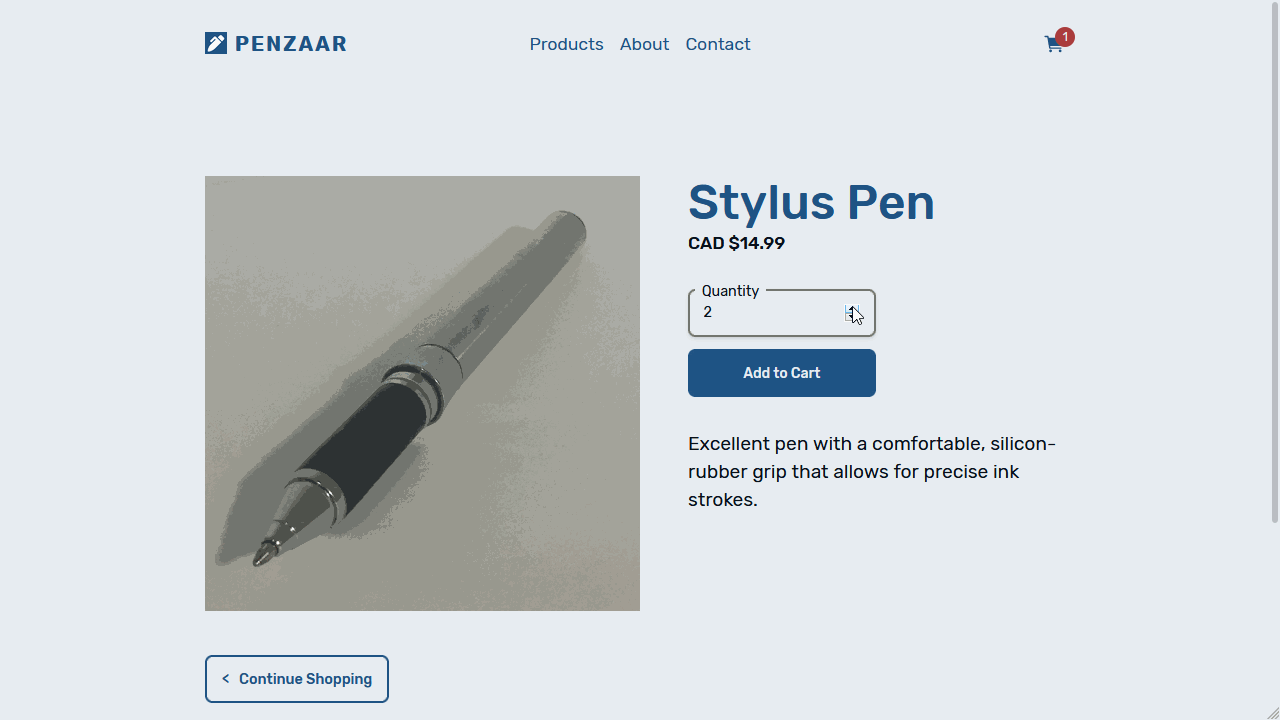 PENZAAR
Products About Contact
1
Stylus Pen
CAD $14.99
Quantity
2
Add to Cart
Excellent pen with a comfortable, silicon-
rubber grip that allows for precise ink
strokes.
< Continue Shopping